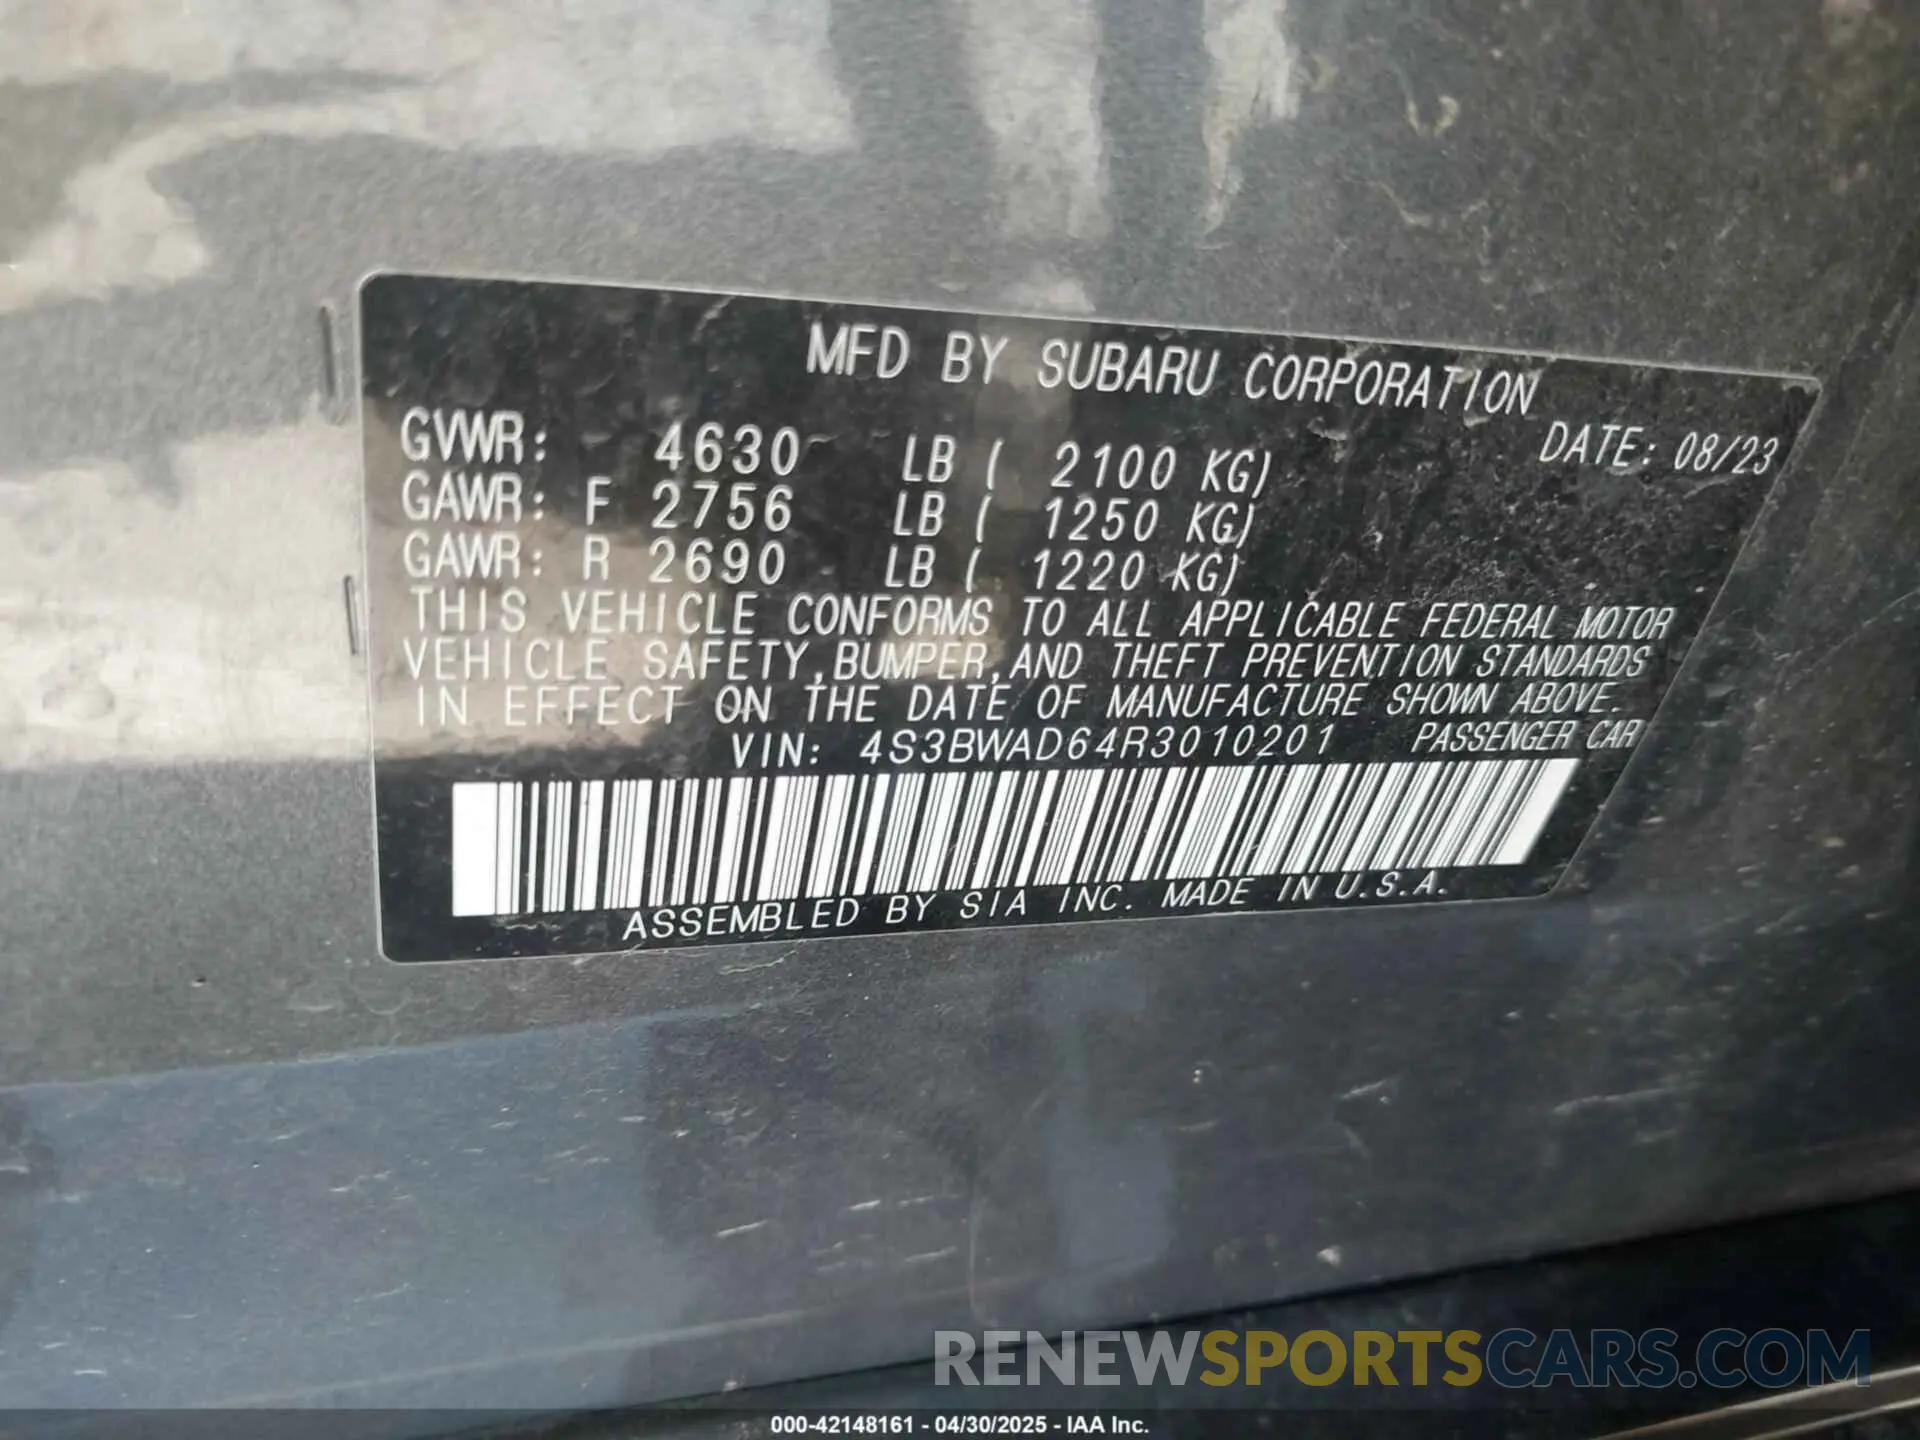 MFD BY SUBARU CORPORATION
DATE: 08/23
GVWR: 4630 LB ( 2100 KG)
GAWR: F 2756 LB ( 1250 KG)
GAWR: R 2690 LB ( 1220 KG)
THIS VEHICLE CONFORMS TO ALL APPLICABLE FEDERAL MOTOR
VEHICLE SAFETY, BUMPER, AND THEFT PREVENTION STANDARDS
IN EFFECT ON THE DATE OF MANUFACTURE SHOWN ABOVE.
VIN: 4S3BWAD64R3010201 PASSENGER CAR
ASSEMBLED BY SIA INC. MADE IN U.S.A.
RENEWSPORTSCARS.COM
000-42148161 - 04/30/2025 - IAA Inc.